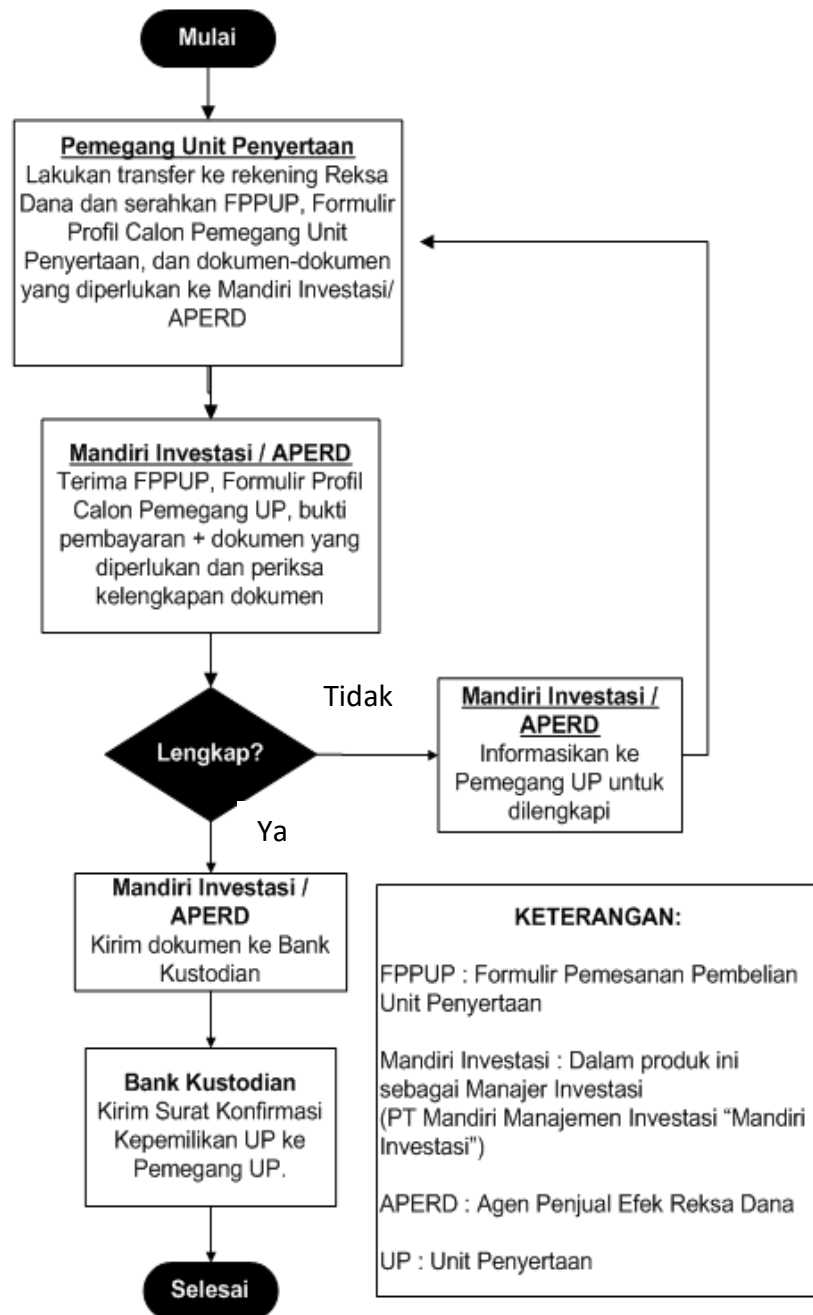 Mulai
Pemegang Unit Penyertaan
Lakukan transfer ke rekening Reksa
Dana dan serahkan FPPUP, Formulir
Profil Calon Pemegang Unit
Penyertaan, dan dokumen-dokumen
yang diperlukan ke Mandiri Investasi/
APERD
Mandiri Investasi / APERD
Terima FPPUP, Formulir Profil
Calon Pemegang UP, bukti
pembayaran + dokumen yang
diperlukan dan periksa
kelengkapan dokumen
Lengkap?
Tidak
Mandiri Investasi /
APERD
Informasikan ke
Pemegang UP untuk
dilengkapi
Ya
Mandiri Investasi /
APERD
Kirim dokumen ke Bank
Kustodian
Bank Kustodian
Kirim Surat Konfirmasi
Kepemilikan UP ke
Pemegang UP.
Selesai
KETERANGAN:
FPPUP : Formulir Pemesanan Pembelian
Unit Penyertaan
Mandiri Investasi : Dalam produk ini
sebagai Manajer Investasi
(PT Mandiri Manajemen Investasi “Mandiri
Investasi”)
APERD : Agen Penjual Efek Reksa Dana
UP : Unit Penyertaan